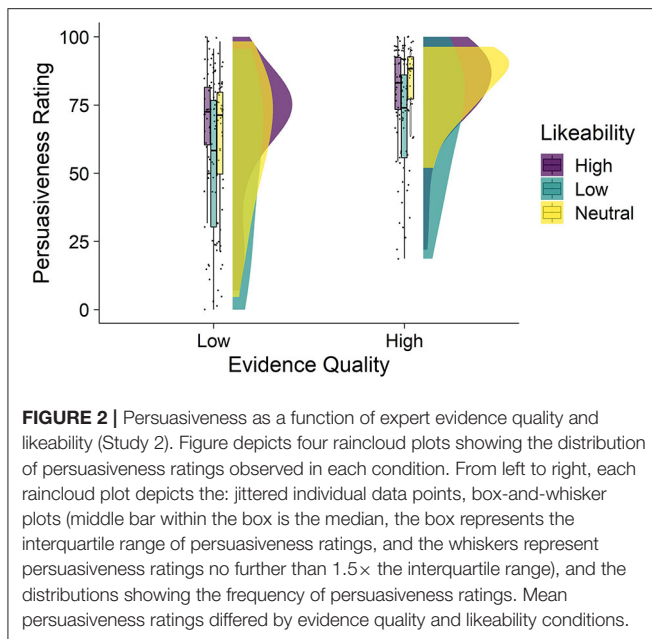 100
75
50
25
0
Persuasiveness Rating
Low
High
Evidence Quality
Likeability
High
Low
Neutral
FIGURE 2 | Persuasiveness as a function of expert evidence quality and
likeability (Study 2). Figure depicts four raincloud plots showing the distribution
of persuasiveness ratings observed in each condition. From left to right, each
raincloud plot depicts the: jittered individual data points, box-and-whisker
plots (middle bar within the box is the median, the box represents the
interquartile range of persuasiveness ratings, and the whiskers represent
persuasiveness ratings no further than 1.5× the interquartile range), and the
distributions showing the frequency of persuasiveness ratings. Mean
persuasiveness ratings differed by evidence quality and likeability conditions.